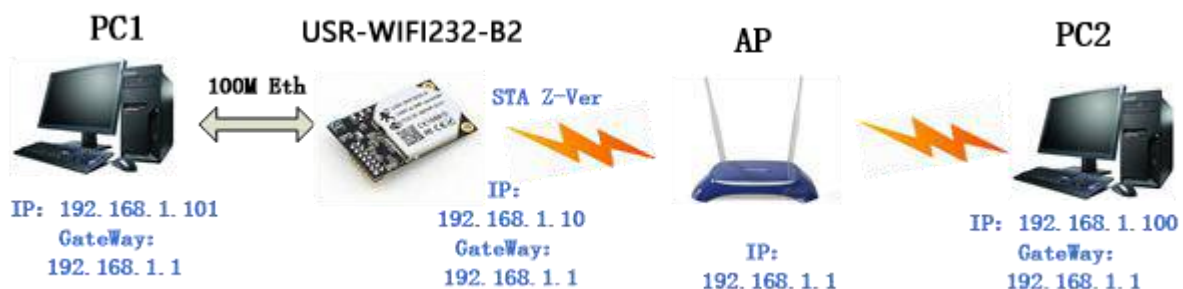 PC1
USR-WIFI232-B2
AP
PC2
100M Eth
STA Z-Ver
IP: 192.168.1.101
GateWay:
192.168.1.1
IP:
192.168.1.10
GateWay:
192.168.1.1
IP:
192.168.1.1
IP: 192.168.1.100
GateWay:
192.168.1.1